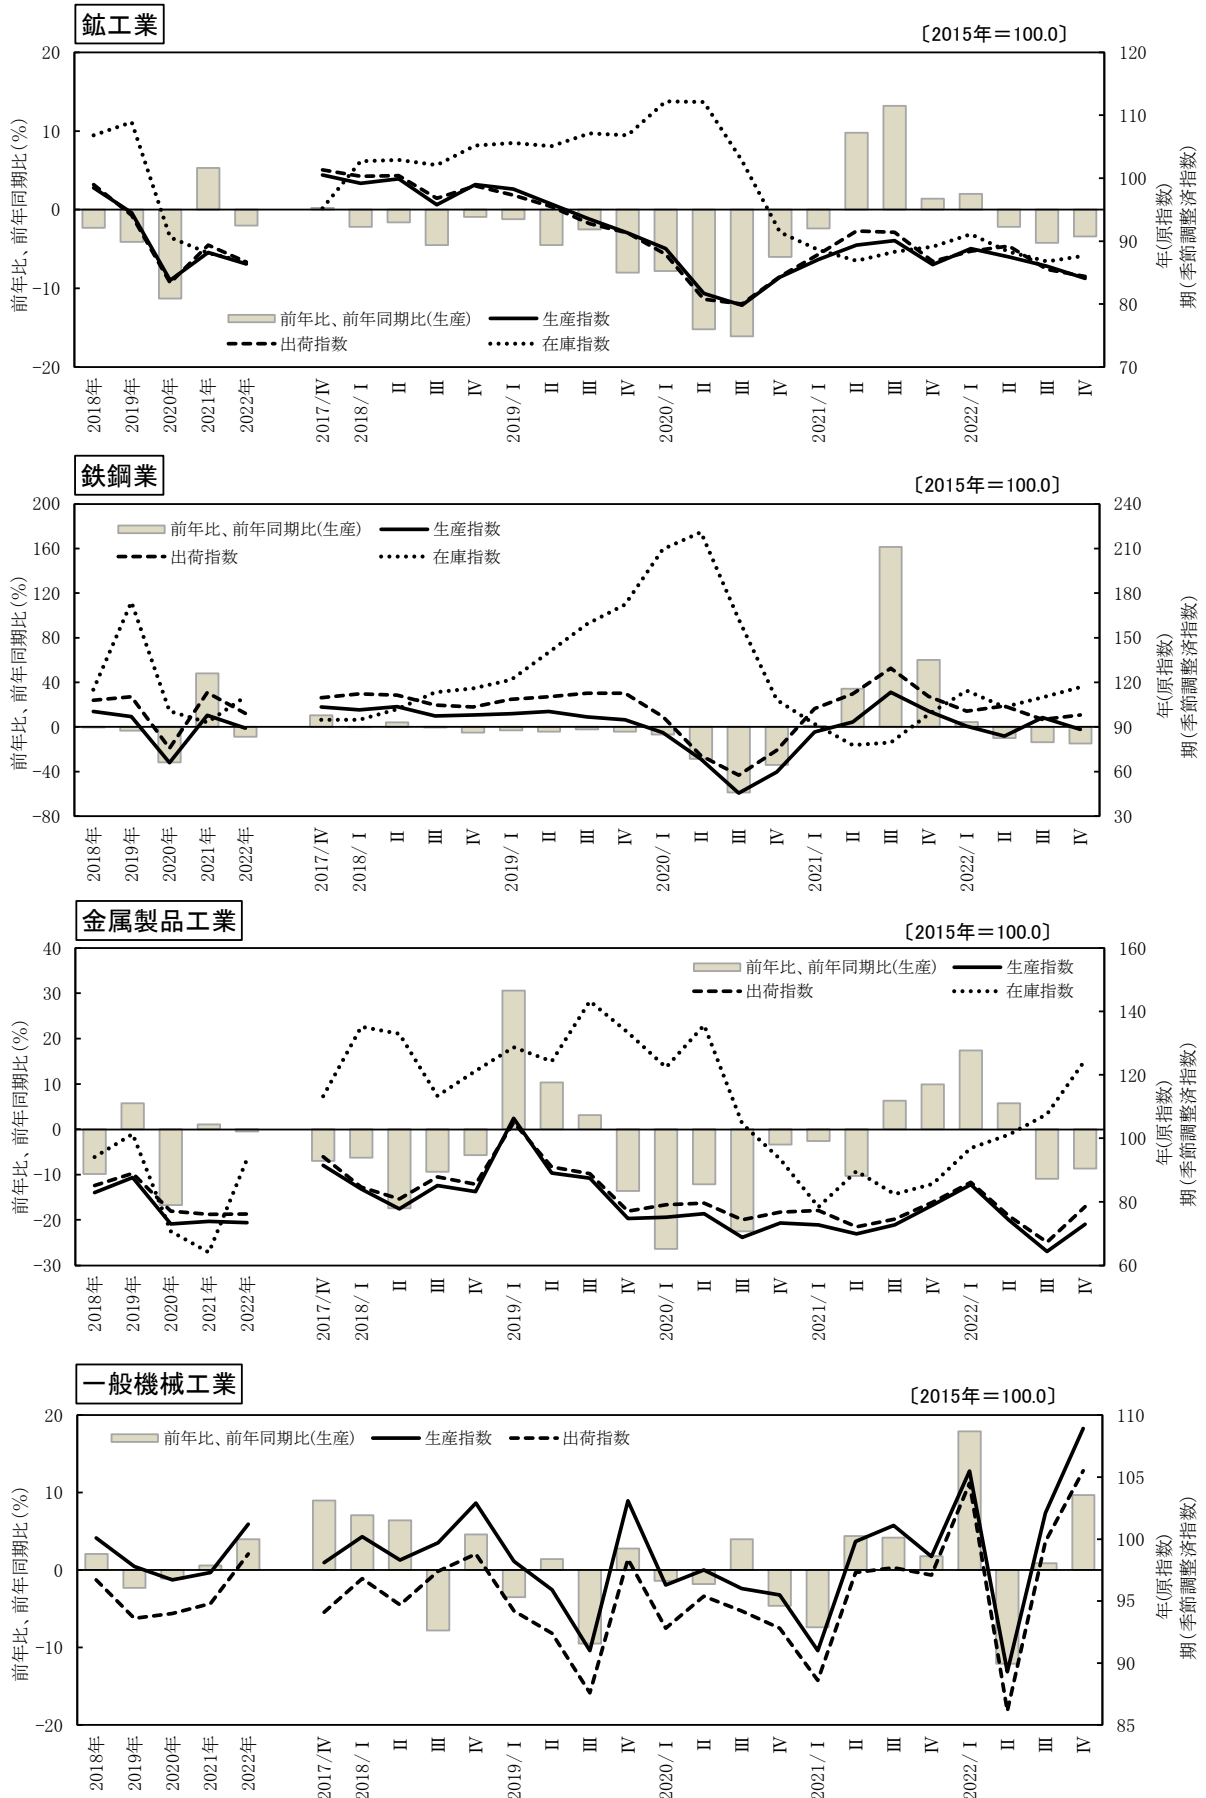 鉱工業
〔2015年＝100.0〕
前年比、前年同期比(％)
20
10
0
−10
−20
120
110
100
90
80
70
年(原指数)
期(季節調整済指数)
前年比、前年同期比(生産)
生産指数
出荷指数
在庫指数
2018年
2019年
2020年
2021年
2022年
2017/Ⅳ
2018/Ⅰ
Ⅱ
Ⅲ
Ⅳ
2019/Ⅰ
Ⅱ
Ⅲ
Ⅳ
2020/Ⅰ
Ⅱ
Ⅲ
Ⅳ
2021/Ⅰ
Ⅱ
Ⅲ
Ⅳ
2022/Ⅰ
Ⅱ
Ⅲ
Ⅳ
鉄鋼業
〔2015年＝100.0〕
前年比、前年同期比(％)
200
160
120
80
40
0
−40
−80
240
210
180
150
120
90
60
30
年(原指数)
期(季節調整済指数)
前年比、前年同期比(生産)
生産指数
出荷指数
在庫指数
2018年
2019年
2020年
2021年
2022年
2017/Ⅳ
2018/Ⅰ
Ⅱ
Ⅲ
Ⅳ
2019/Ⅰ
Ⅱ
Ⅲ
Ⅳ
2020/Ⅰ
Ⅱ
Ⅲ
Ⅳ
2021/Ⅰ
Ⅱ
Ⅲ
Ⅳ
2022/Ⅰ
Ⅱ
Ⅲ
Ⅳ
金属製品工業
〔2015年＝100.0〕
前年比、前年同期比(％)
40
30
20
10
0
−10
−20
−30
160
140
120
100
80
60
年(原指数)
期(季節調整済指数)
前年比、前年同期比(生産)
生産指数
出荷指数
在庫指数
2018年
2019年
2020年
2021年
2022年
2017/Ⅳ
2018/Ⅰ
Ⅱ
Ⅲ
Ⅳ
2019/Ⅰ
Ⅱ
Ⅲ
Ⅳ
2020/Ⅰ
Ⅱ
Ⅲ
Ⅳ
2021/Ⅰ
Ⅱ
Ⅲ
Ⅳ
2022/Ⅰ
Ⅱ
Ⅲ
Ⅳ
一般機械工業
〔2015年＝100.0〕
前年比、前年同期比(％)
20
10
0
−10
−20
110
105
100
95
90
85
年(原指数)
期(季節調整済指数)
前年比、前年同期比(生産)
生産指数
出荷指数
2018年
2019年
2020年
2021年
2022年
2017/Ⅳ
2018/Ⅰ
Ⅱ
Ⅲ
Ⅳ
2019/Ⅰ
Ⅱ
Ⅲ
Ⅳ
2020/Ⅰ
Ⅱ
Ⅲ
Ⅳ
2021/Ⅰ
Ⅱ
Ⅲ
Ⅳ
2022/Ⅰ
Ⅱ
Ⅲ
Ⅳ